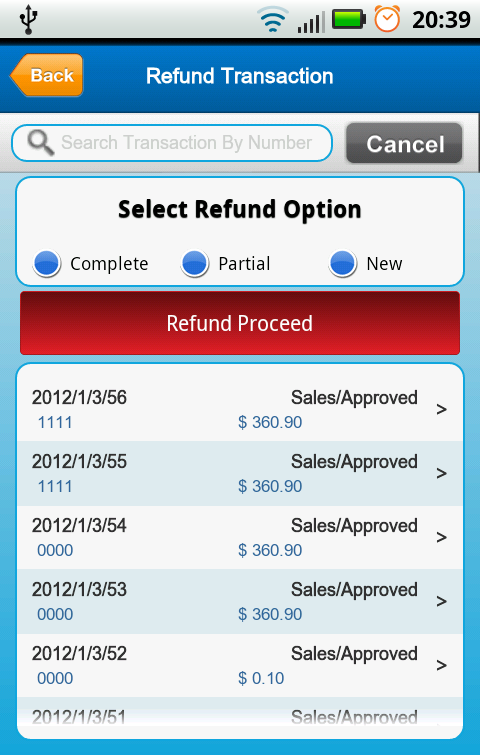 20:39
Back
Refund Transaction
Search Transaction By Number
Cancel
Select Refund Option
Complete Partial New
Refund Proceed
2012/1/3/56 Sales/Approved >
1111 $ 360.90
2012/1/3/55 Sales/Approved >
1111 $ 360.90
2012/1/3/54 Sales/Approved >
0000 $ 360.90
2012/1/3/53 Sales/Approved >
0000 $ 360.90
2012/1/3/52 Sales/Approved >
0000 $ 0.10
2012/1/3/51 Sales/Approved